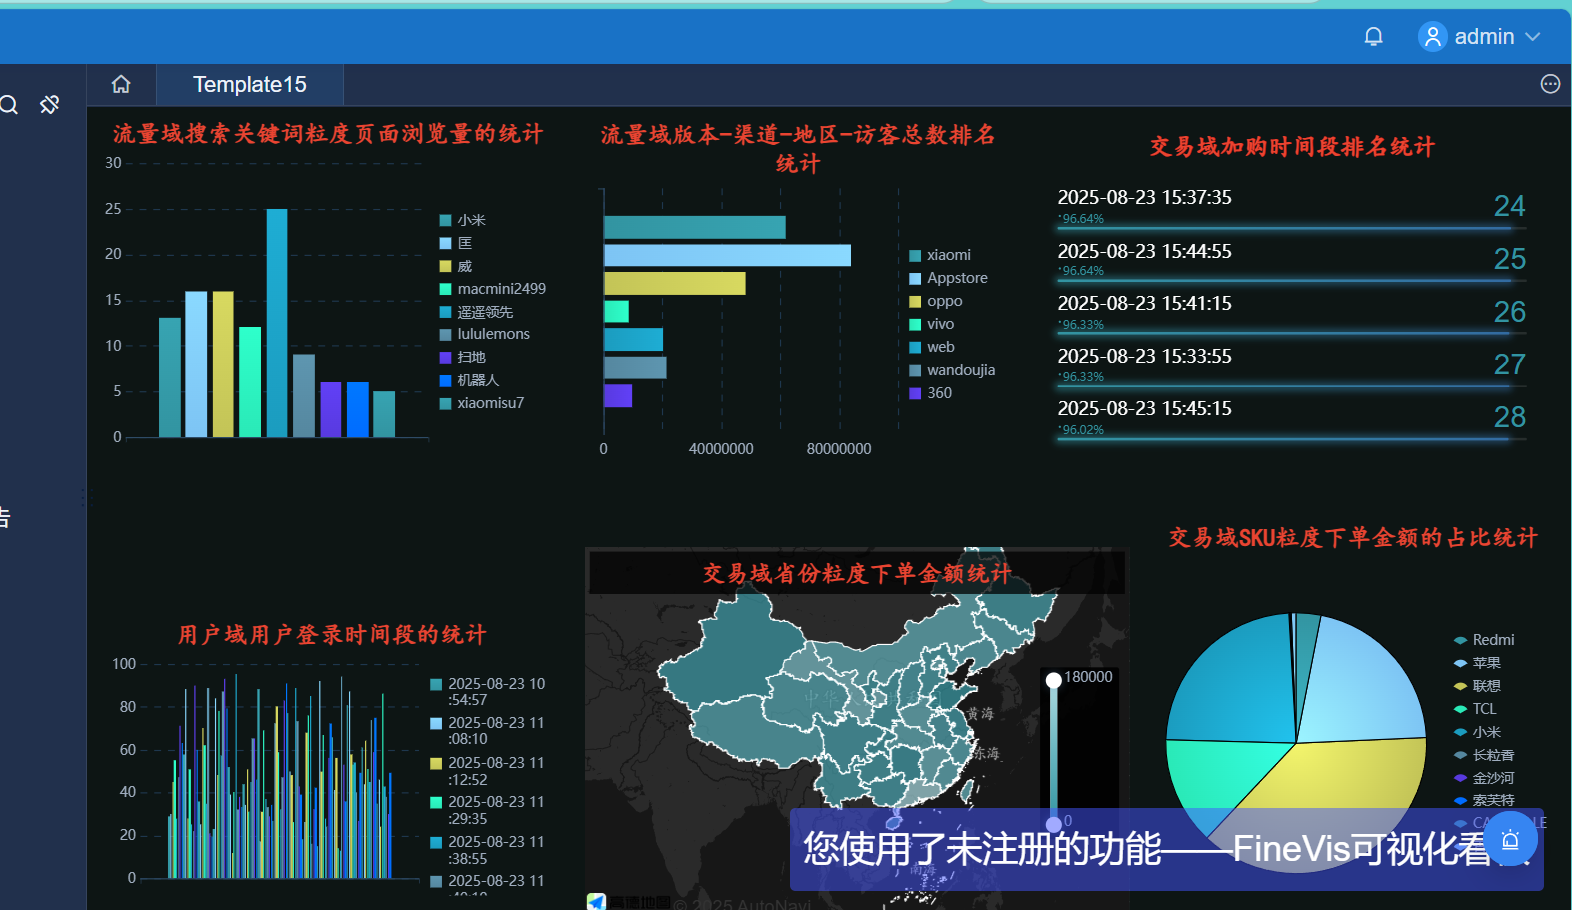 admin
Template15
告
流量域搜索关键词粒度页面浏览量的统计
30
25
20
15
10
5
0
小米
匡
威
macmini2499
遥遥领先
lululemons
扫地
机器人
xiaomisu7
流量域版本-渠道-地区-访客总数排名
统计
0
40000000
80000000
xiaomi
Appstore
oppo
vivo
web
wandoujia
360
交易域加购时间段排名统计
2025-08-23 15:37:35
24
96.64%
2025-08-23 15:44:55
25
96.64%
2025-08-23 15:41:15
26
96.33%
2025-08-23 15:33:55
27
96.33%
2025-08-23 15:45:15
28
96.02%
用户域用户登录时间段的统计
100
80
60
40
20
0
2025-08-23 10
:54:57
2025-08-23 11
:08:10
2025-08-23 11
:12:52
2025-08-23 11
:29:35
2025-08-23 11
:38:55
2025-08-23 11
交易域省份粒度下单金额统计
180000
0
黄海
东海
南海
高德地图
© 2025 AutoNavi
交易域SKU粒度下单金额的占比统计
Redmi
苹果
联想
TCL
小米
长粒香
金沙河
索芙特
您使用了未注册的功能——FineVis可视化看